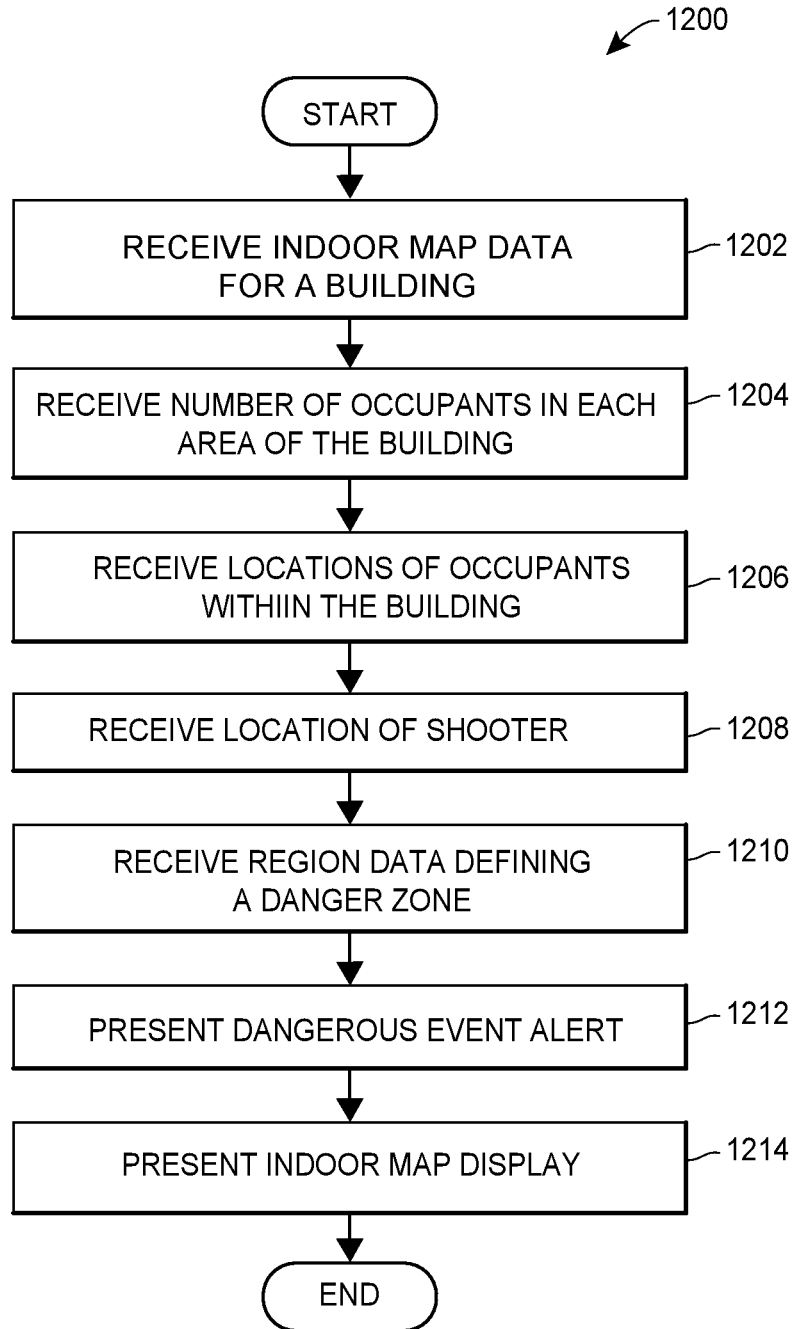 1200
START
RECEIVE INDOOR MAP DATA
FOR A BUILDING
1202
RECEIVE NUMBER OF OCCUPANTS IN EACH
AREA OF THE BUILDING
1204
RECEIVE LOCATIONS OF OCCUPANTS
WITHIIN THE BUILDING
1206
RECEIVE LOCATION OF SHOOTER
1208
RECEIVE REGION DATA DEFINING
A DANGER ZONE
1210
PRESENT DANGEROUS EVENT ALERT
1212
PRESENT INDOOR MAP DISPLAY
1214
END